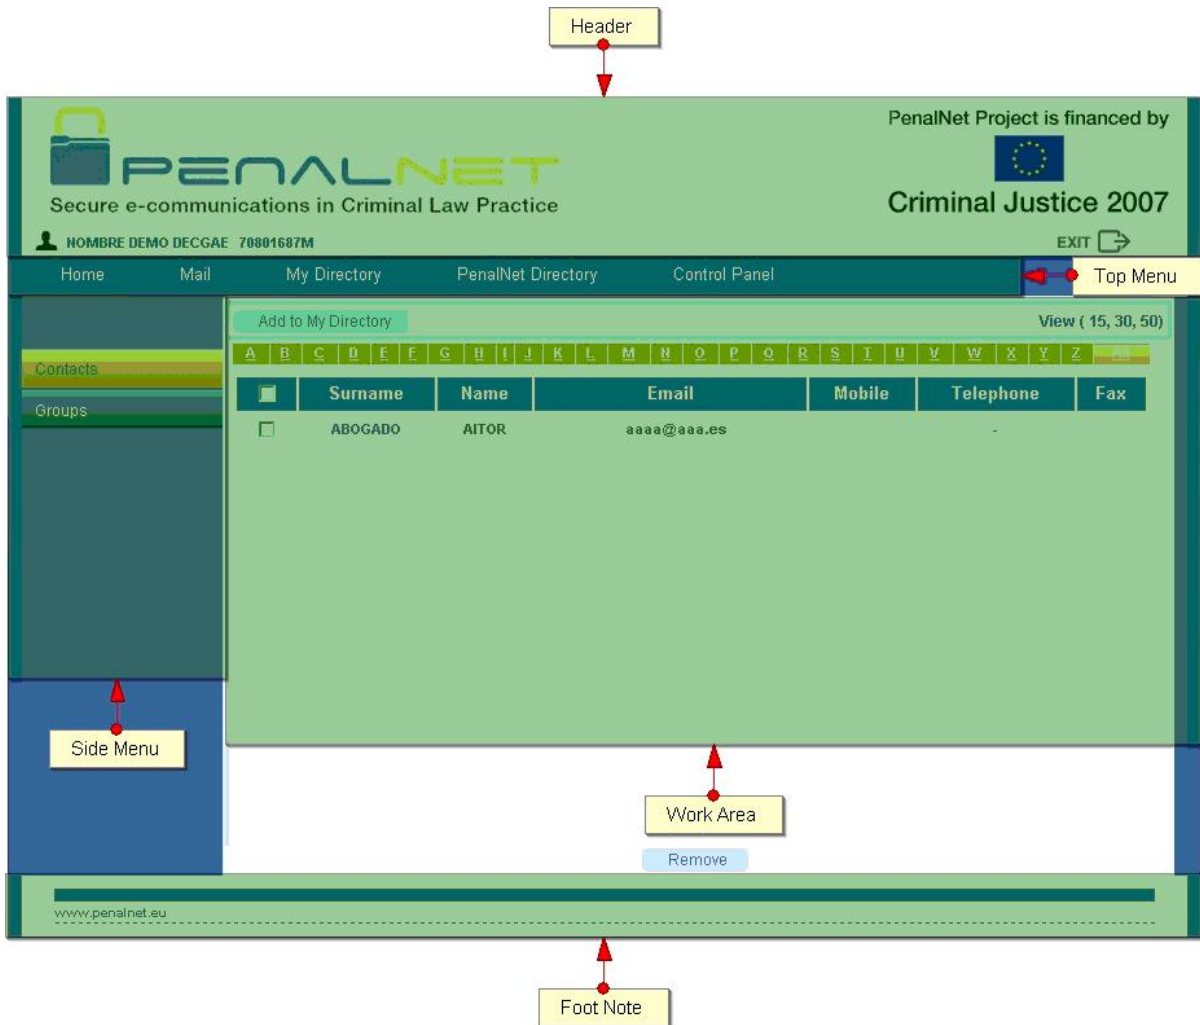 Header
PenalNet Project is financed by
PENALNET
Secure e-communications in Criminal Law Practice
Criminal Justice 2007
NOMBRE DEMO DECGAE 70801687M
EXIT
Home Mail My Directory PenalNet Directory Control Panel
Top Menu
Add to My Directory
View ( 15, 30, 50)
A B C D E F G H I J K L M N O P Q R S T U V W X Y Z All
Contacts
Groups
Surname Name Email Mobile Telephone Fax
ABOGADO AITOR aaaa@aaa.es -
Side Menu
Work Area
Remove
www.penalnet.eu
Foot Note